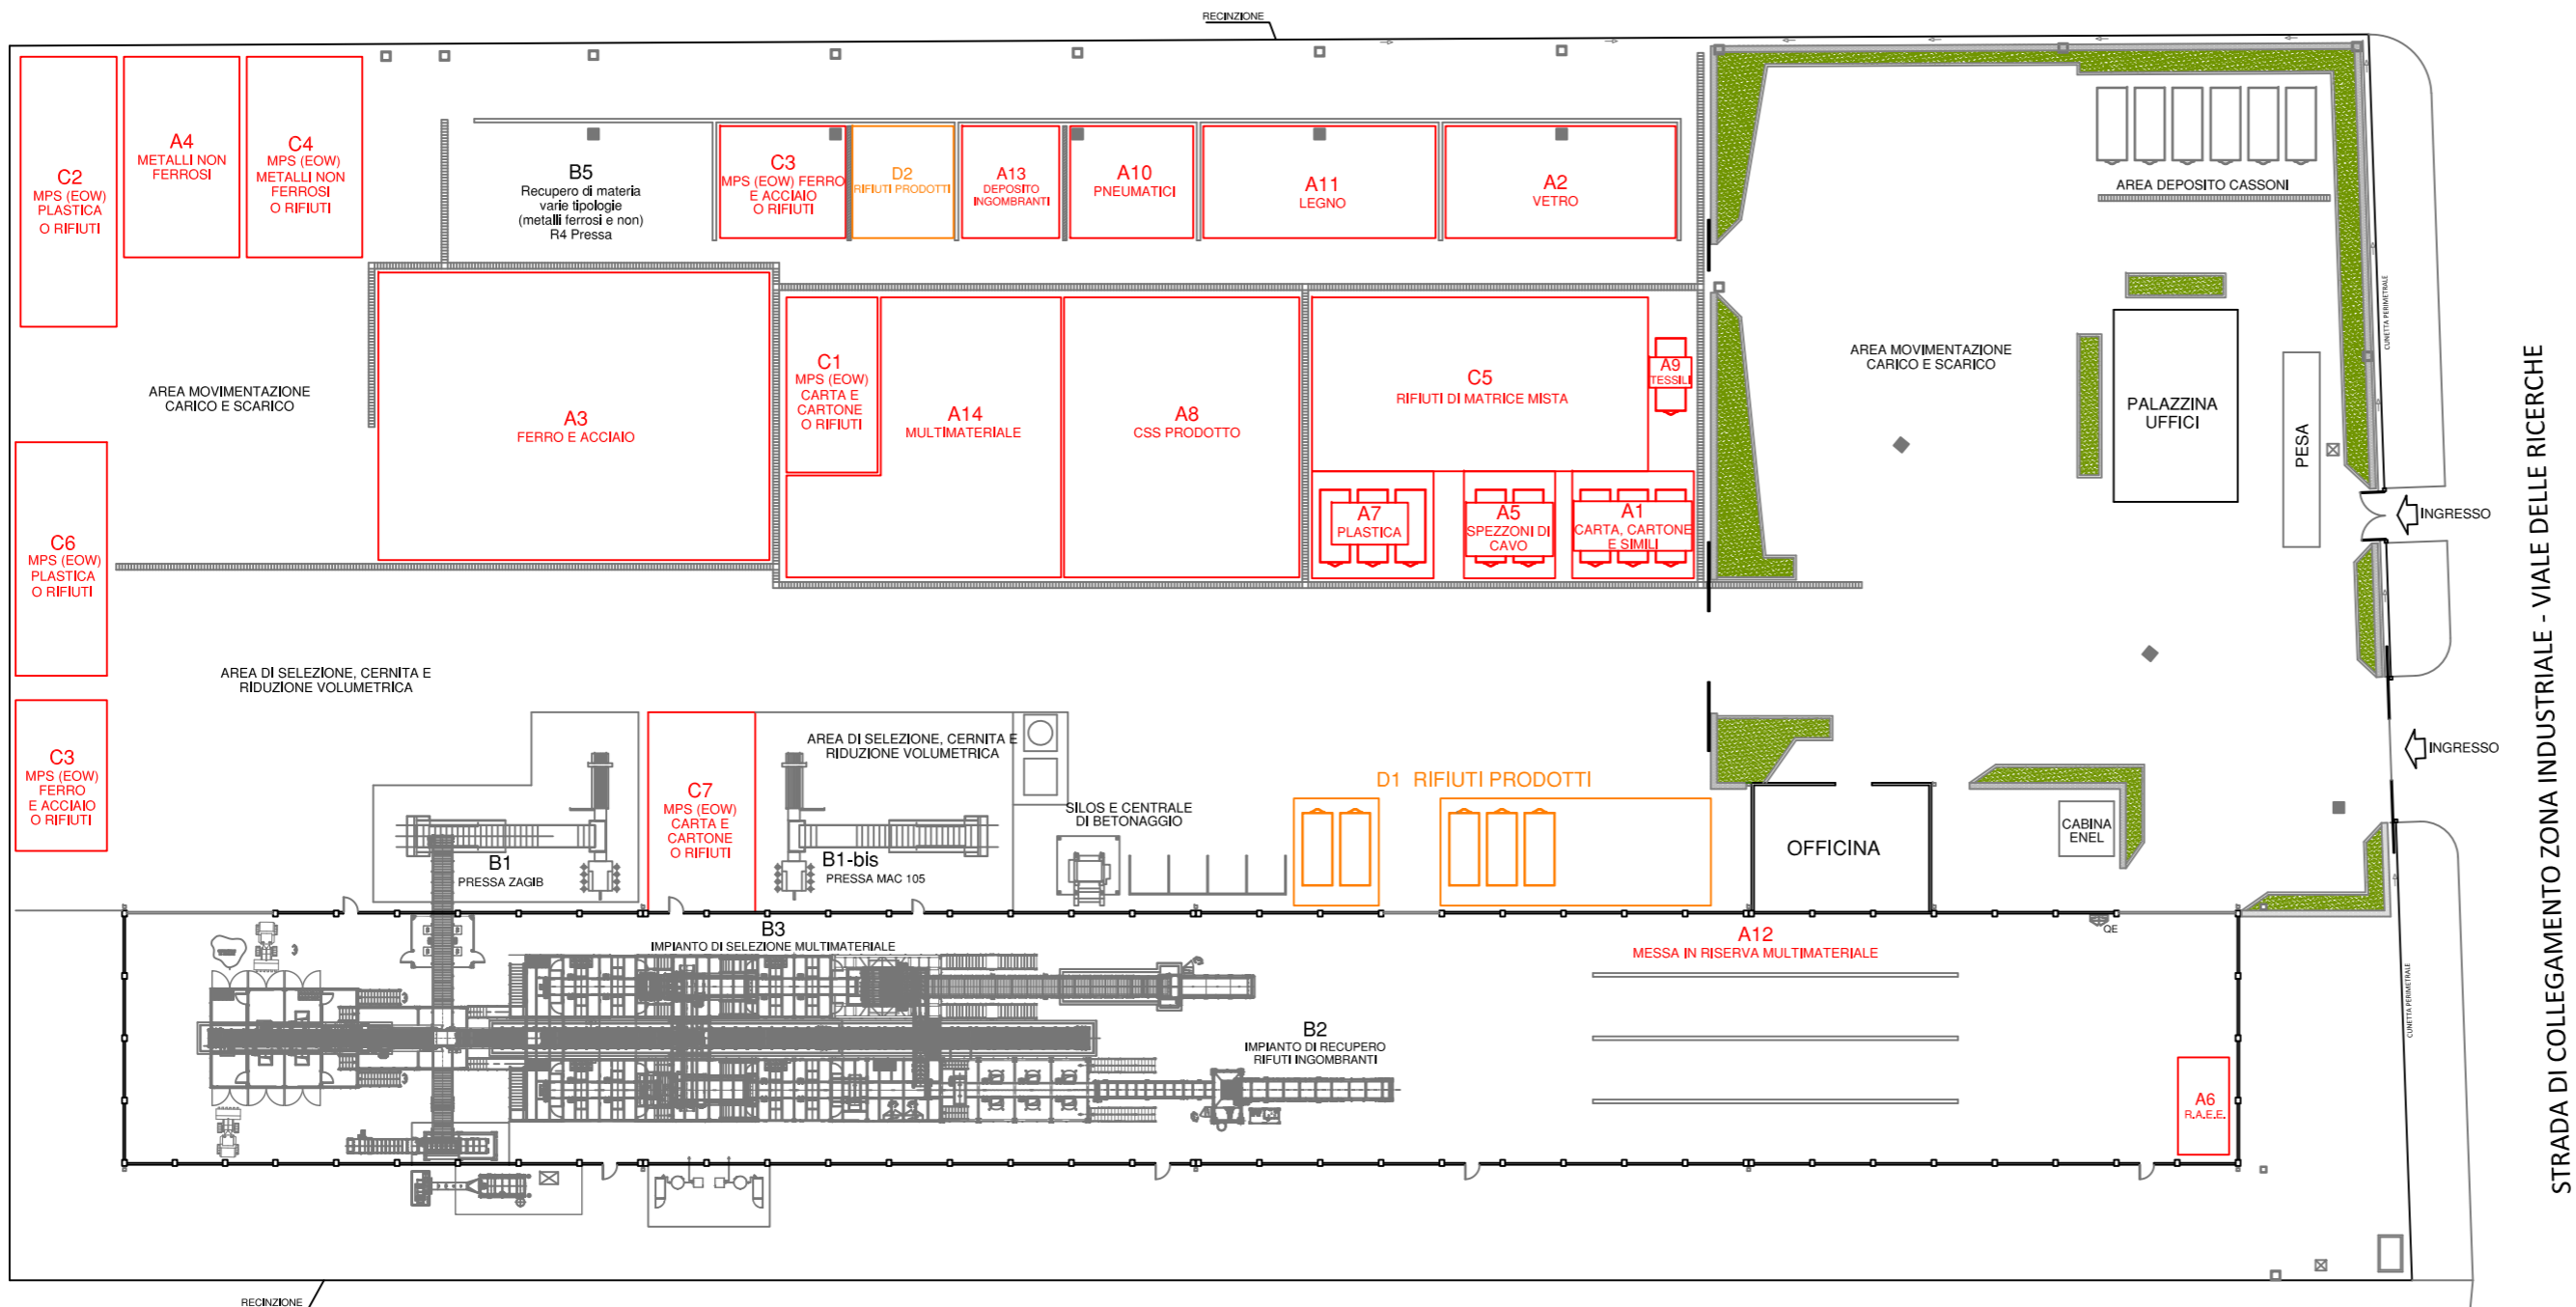 RECINZIONE
C2
MPS (EOW)
PLASTICA
O RIFIUTI
A4
METALLI NON
FERROSI
C4
MPS (EOW)
METALLI NON
FERROSI
O RIFIUTI
B5
Recupero di materia
varie tipologie
(metalli ferrosi e non)
R4 Pressa
C3
MPS (EOW) FERRO
E ACCIAIO
O RIFIUTI
D2
RIFIUTI PRODOTTI
A13
DEPOSITO
INGOMBRANTI
A10
PNEUMATICI
A11
LEGNO
A2
VETRO
AREA DEPOSITO CASSONI
CUNETTA PERIMETRALE
AREA MOVIMENTAZIONE
CARICO E SCARICO
A3
FERRO E ACCIAIO
C1
MPS (EOW)
CARTA E
CARTONE
O RIFIUTI
A14
MULTIMATERIALE
A8
CSS PRODOTTO
C5
RIFIUTI DI MATRICE MISTA
A9
TESSILI
AREA MOVIMENTAZIONE
CARICO E SCARICO
PALAZZINA
UFFICI
PESA
A7
PLASTICA
A5
SPEZZONI DI
CAVO
A1
CARTA, CARTONE
E SIMILI
INGRESSO
STRADA DI COLLEGAMENTO ZONA INDUSTRIALE - VIALE DELLE RICERCHE
C6
MPS (EOW)
PLASTICA
O RIFIUTI
AREA DI SELEZIONE, CERNITA E
RIDUZIONE VOLUMETRICA
C3
MPS (EOW)
FERRO
E ACCIAIO
O RIFIUTI
B1
PRESSA ZAGIB
C7
MPS (EOW)
CARTA E
CARTONE
O RIFIUTI
AREA DI SELEZIONE, CERNITA E
RIDUZIONE VOLUMETRICA
B1-bis
PRESSA MAC 105
SILOS E CENTRALE
DI BETONAGGIO
D1 RIFIUTI PRODOTTI
OFFICINA
CABINA
ENEL
INGRESSO
B3
IMPIANTO DI SELEZIONE MULTIMATERIALE
A12
MESSA IN RISERVA MULTIMATERIALE
QE
CUNETTA PERIMETRALE
B2
IMPIANTO DI RECUPERO
RIFIUTI INGOMBRANTI
A6
R.A.E.E.
RECINZIONE